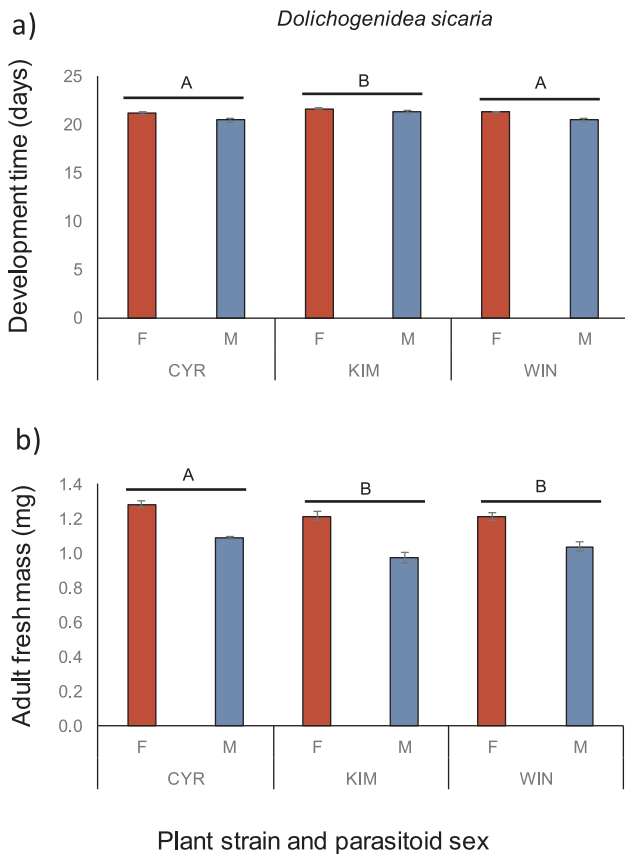 a)
Dolichogenidea sicaria
Development time (days)
25
20
15
10
5
0
A
B
A
F M F M F M
CYR KIM WIN
b)
Adult fresh mass (mg)
1.4
1.2
1.0
0.8
0.6
0.4
0.2
0.0
A
B
B
F M F M F M
CYR KIM WIN
Plant strain and parasitoid sex